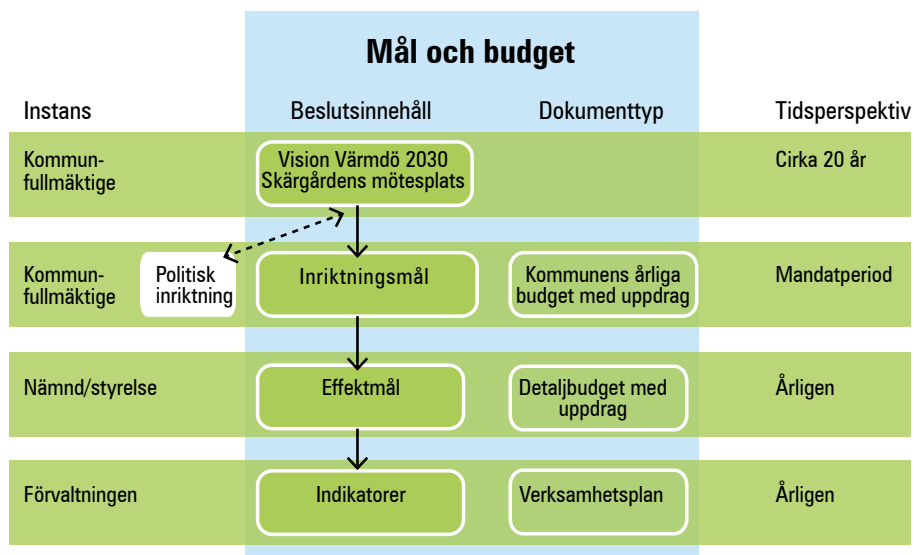 Mål och budget
Instans
Beslutsinnehåll
Dokumenttyp
Tidsperspektiv
Kommun-
fullmäktige
Vision Värmdö 2030
Skärgårdens mötesplats
Cirka 20 år
Kommun-
fullmäktige
Politisk
inriktning
Inriktningsmål
Kommunens årliga
budget med uppdrag
Mandatperiod
Nämnd/styrelse
Effektmål
Detaljbudget med
uppdrag
Årligen
Förvaltningen
Indikatorer
Verksamhetsplan
Årligen